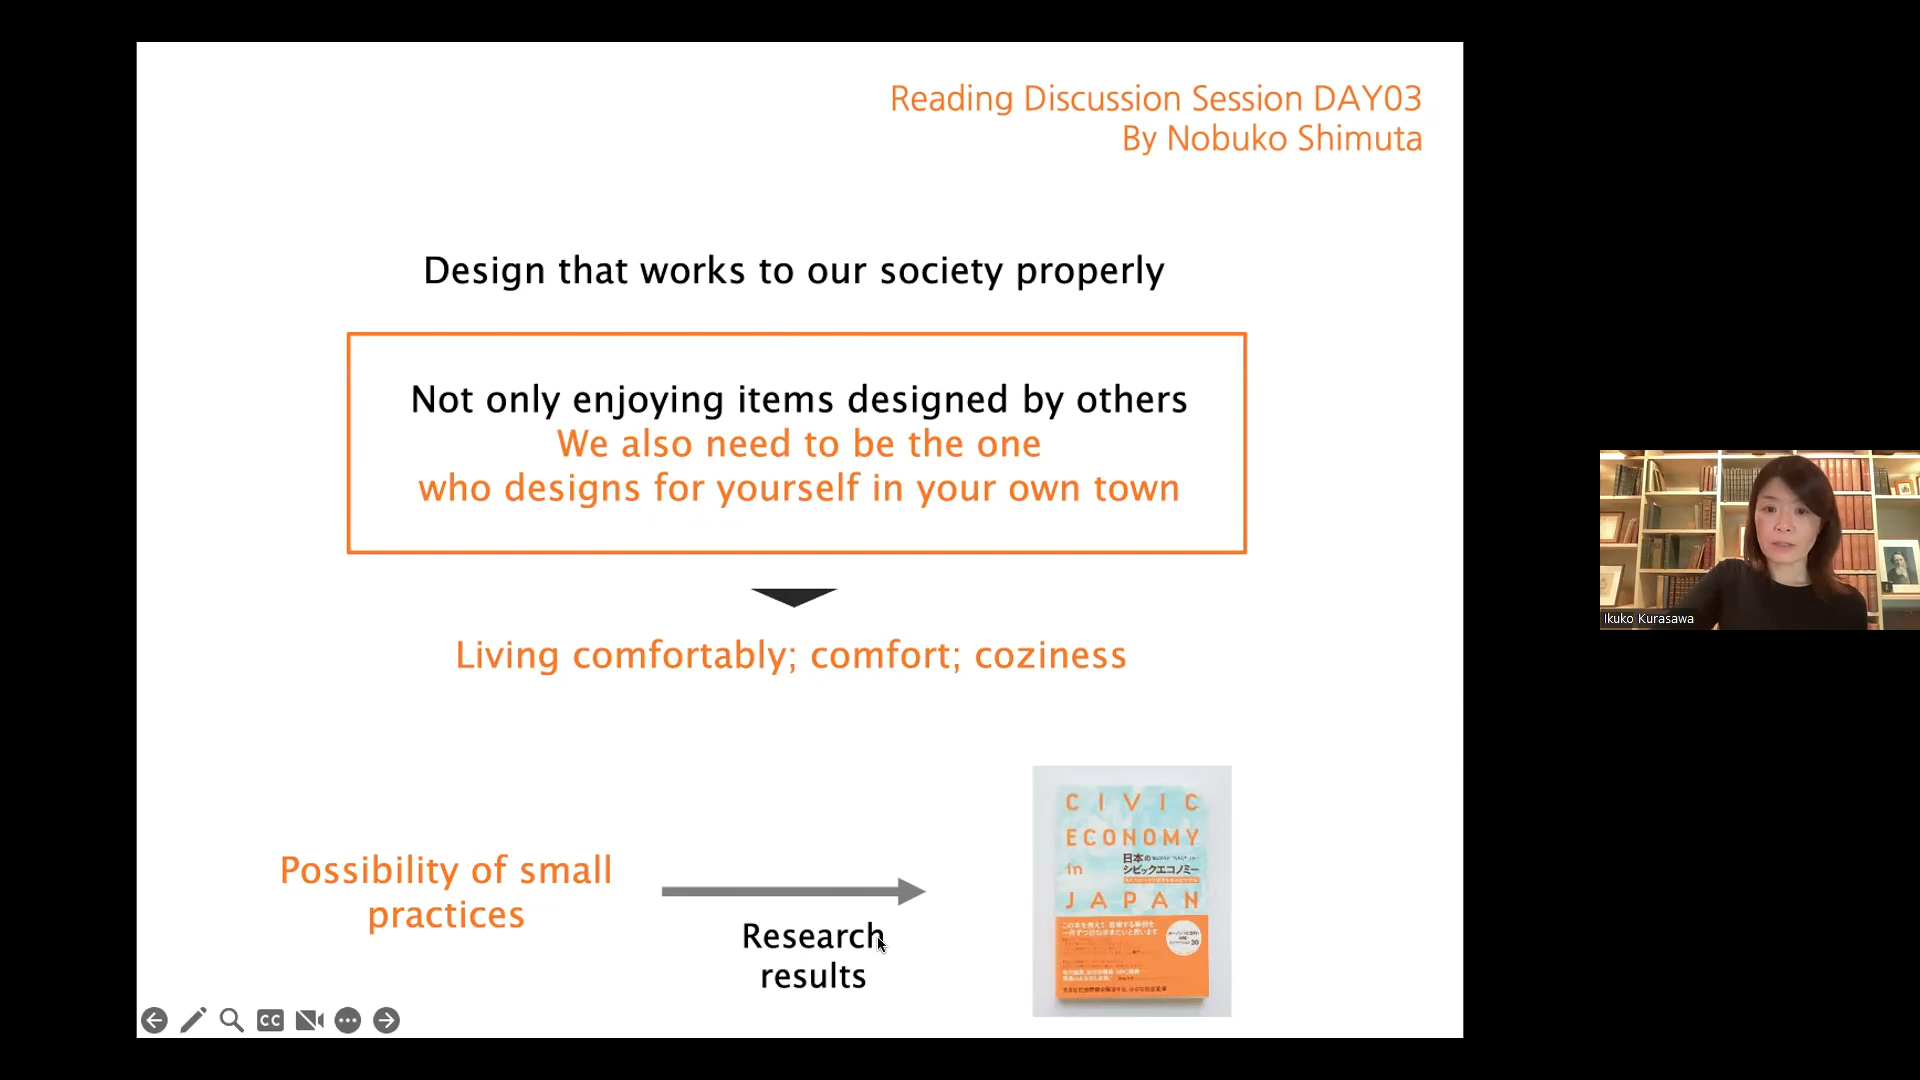 Reading Discussion Session DAY03
By Nobuko Shimuta
Design that works to our society properly
Not only enjoying items designed by others
We also need to be the one
who designs for yourself in your own town
Living comfortably; comfort; coziness
Possibility of small
practices
Research
results
CIVIC
ECONOMY
in
JAPAN
日本の
シビックエコノミー
CC
Ikuko Kurasawa